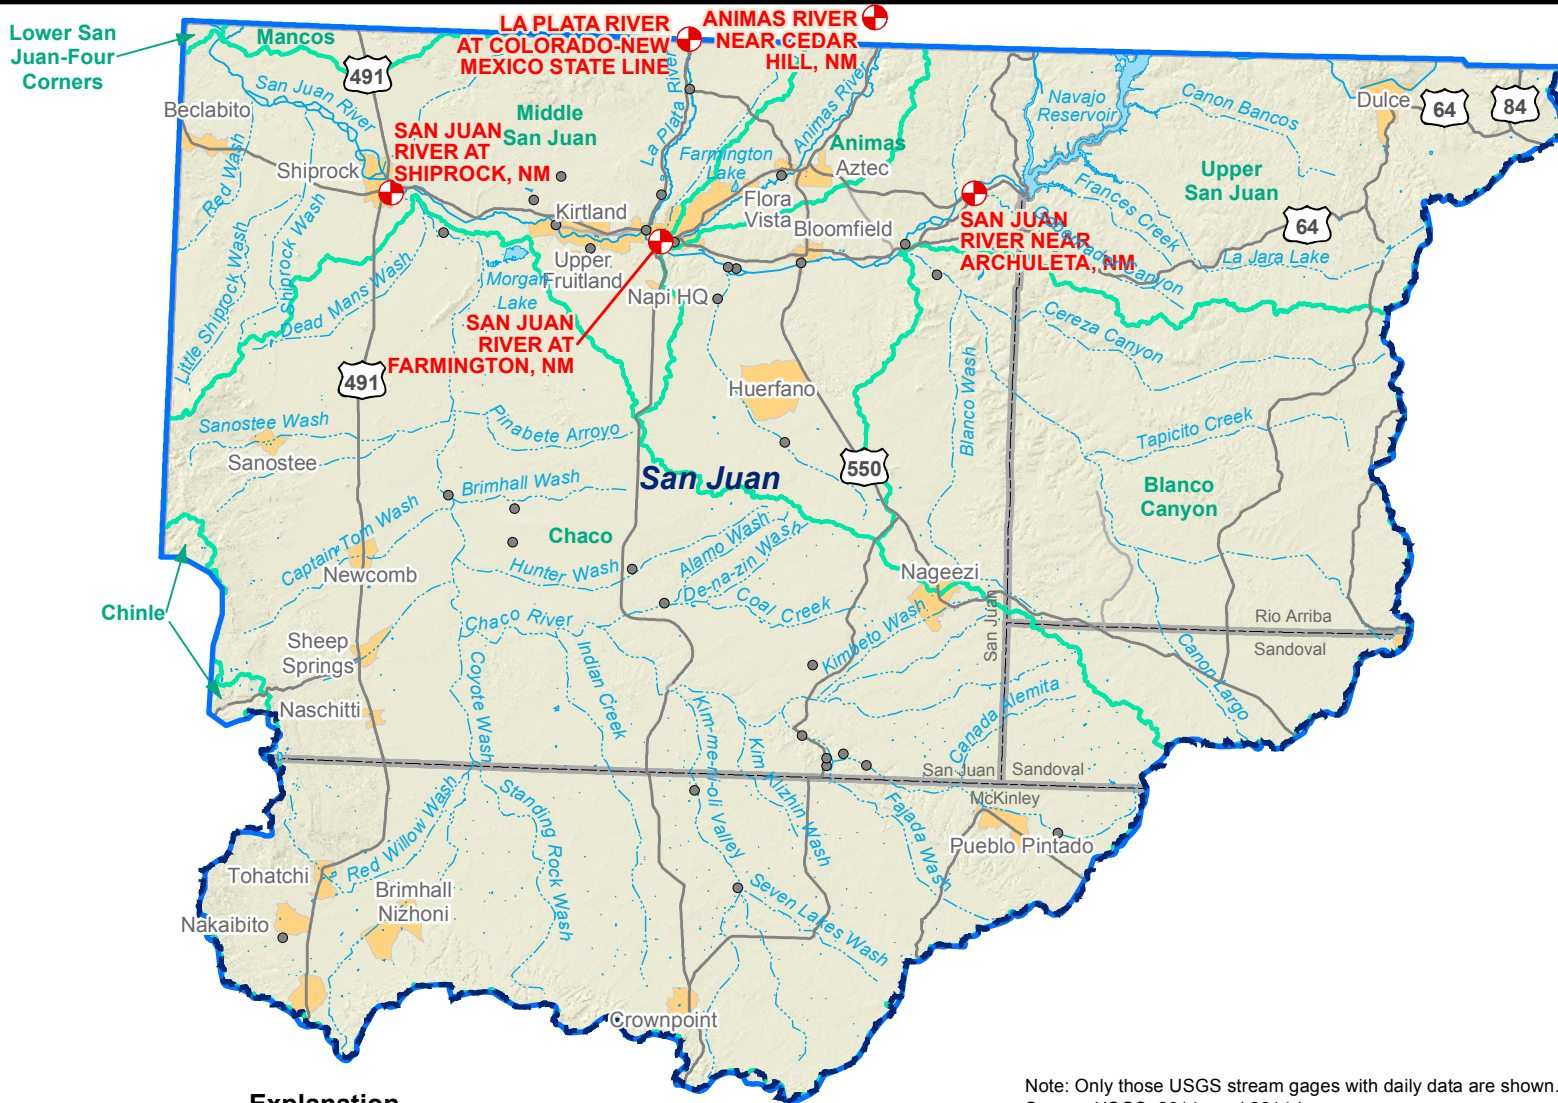 Lower San
Juan-Four
Corners
Mancos
LA PLATA RIVER
AT COLORADO-NEW
MEXICO STATE LINE
ANIMAS RIVER
NEAR CEDAR
HILL, NM
491
San Juan River
Beclabito
Middle
San Juan
La Plata River
Animas River
Navajo
Reservoir
Canon Bancos
Dulce
64
84
SAN JUAN
RIVER AT
SHIPROCK, NM
Shiprock
Red Wash
Farmington
Lake
Animas
Aztec
Upper
San Juan
Frances Creek
64
Kirtland
Flora
Vista
Bloomfield
SAN JUAN
RIVER NEAR
ARCHULETA, NM
Gobernador Canyon
La Jara Lake
Little Shiprock Wash
Shiprock Wash
Dead Mans Wash
Upper
Fruitland
Morgan
Lake
Napi HQ
SAN JUAN
RIVER AT
FARMINGTON, NM
Cereza Canyon
491
Huerfano
Blanco Wash
Sanostee Wash
Sanostee
Pinabete Arroyo
Tapicito Creek
550
San Juan
Brimhall Wash
Blanco
Canyon
Captain Tom Wash
Chaco
Alamo Wash
De-na-zin Wash
Newcomb
Hunter Wash
Coal Creek
Nageezi
Chinle
Chaco River
Kimbeto Wash
San Juan
Rio Arriba
Sandoval
Sheep
Springs
Coyote Wash
Indian Creek
Canon Largo
Naschitti
Kim-me-ni-oli Valley
Kim Klizhin Wash
Canada Alemita
San Juan
Sandoval
McKinley
Red Willow Wash
Standing Rock Wash
Fajada Wash
Pueblo Pintado
Tohatchi
Brimhall
Nizhoni
Nakaibito
Seven Lakes Wash
Crownpoint
Explanation
Note: Only those USGS stream gages with daily data are shown.